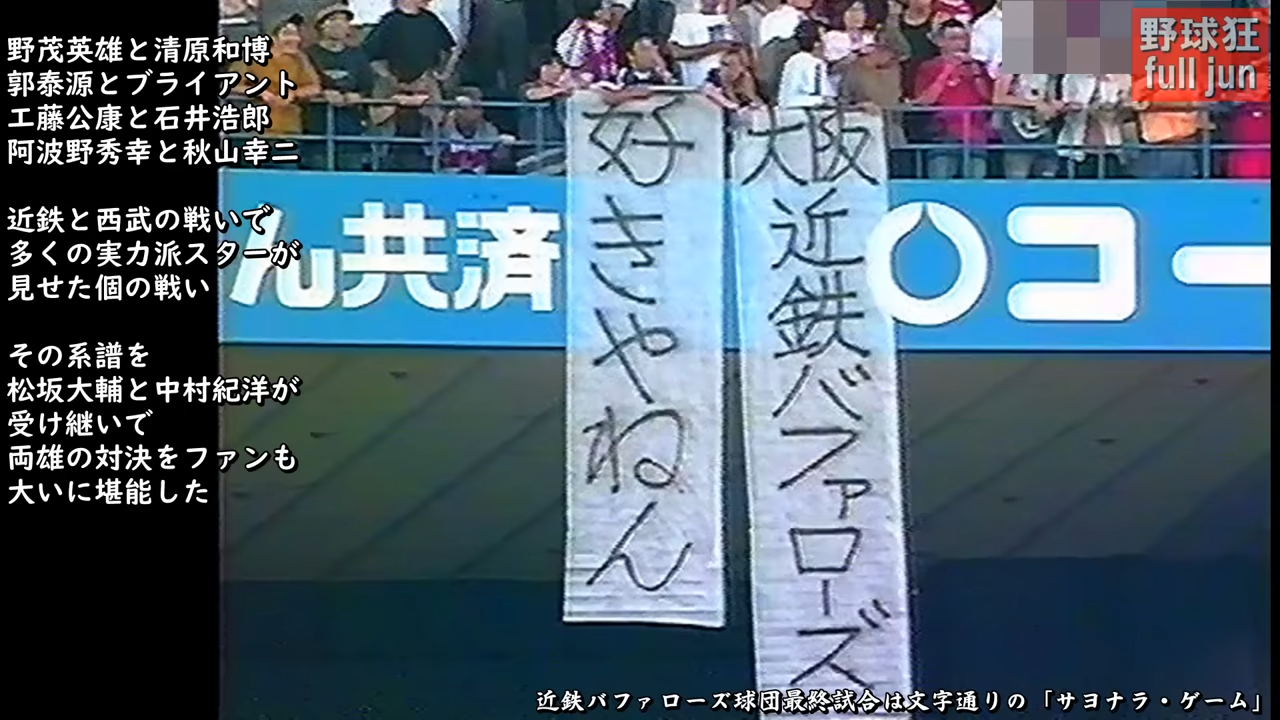 野茂英雄と清原和博
郭泰源とブライアント
工藤公康と石井浩郎
阿波野秀幸と秋山幸二
近鉄と西武の戦いで
多くの実力派スターが
見せた個の戦い
その系譜を
松坂大輔と中村紀洋が
受け継いで
両雄の対決をファンも
大いに堪能した
野球狂
full jun
大阪近鉄バファローズ
好きやねん
ん共済
コー
近鉄バファローズ球団最終試合は文字通りの「サヨナラ・ゲーム」